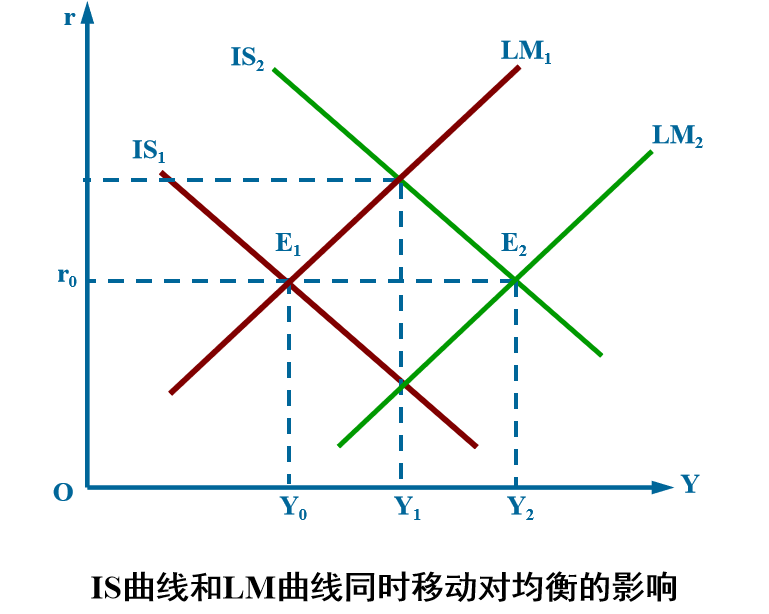 r
IS₂
LM₁
IS₁
LM₂
E₁
E₂
r₀
O
Y₀
Y₁
Y₂
Y
IS曲线和LM曲线同时移动对均衡的影响